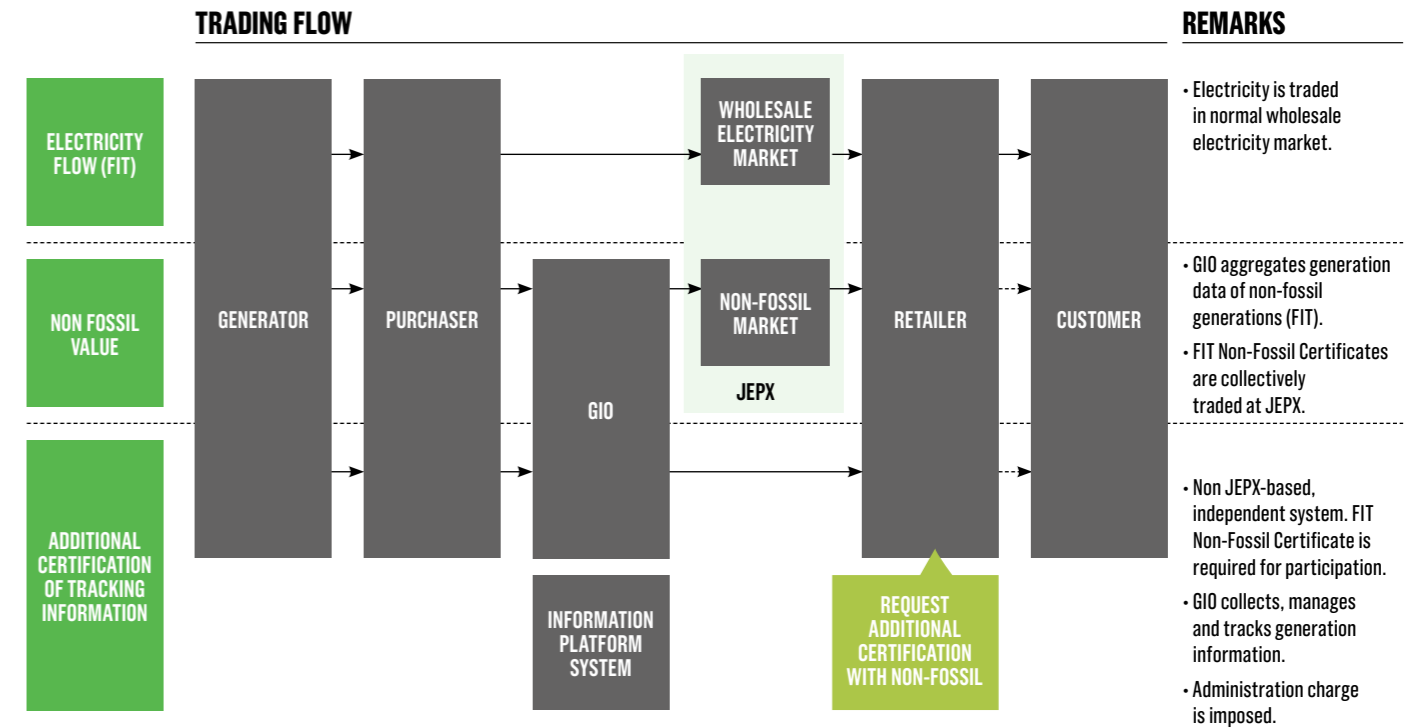 TRADING FLOW
REMARKS
ELECTRICITY
FLOW (FIT)
NON FOSSIL
VALUE
ADDITIONAL
CERTIFICATION
OF TRACKING
INFORMATION
GENERATOR
PURCHASER
GIO
INFORMATION
PLATFORM
SYSTEM
WHOLESALE
ELECTRICITY
MARKET
NON-FOSSIL
MARKET
JEPX
RETAILER
REQUEST
ADDITIONAL
CERTIFICATION
WITH NON-FOSSIL
CUSTOMER
• Electricity is traded
in normal wholesale
electricity market.
• GIO aggregates generation
data of non-fossil
generations (FIT).
• FIT Non-Fossil Certificates
are collectively
traded at JEPX.
• Non JEPX-based,
independent system. FIT
Non-Fossil Certificate is
required for participation.
• GIO collects, manages
and tracks generation
information.
• Administration charge
is imposed.